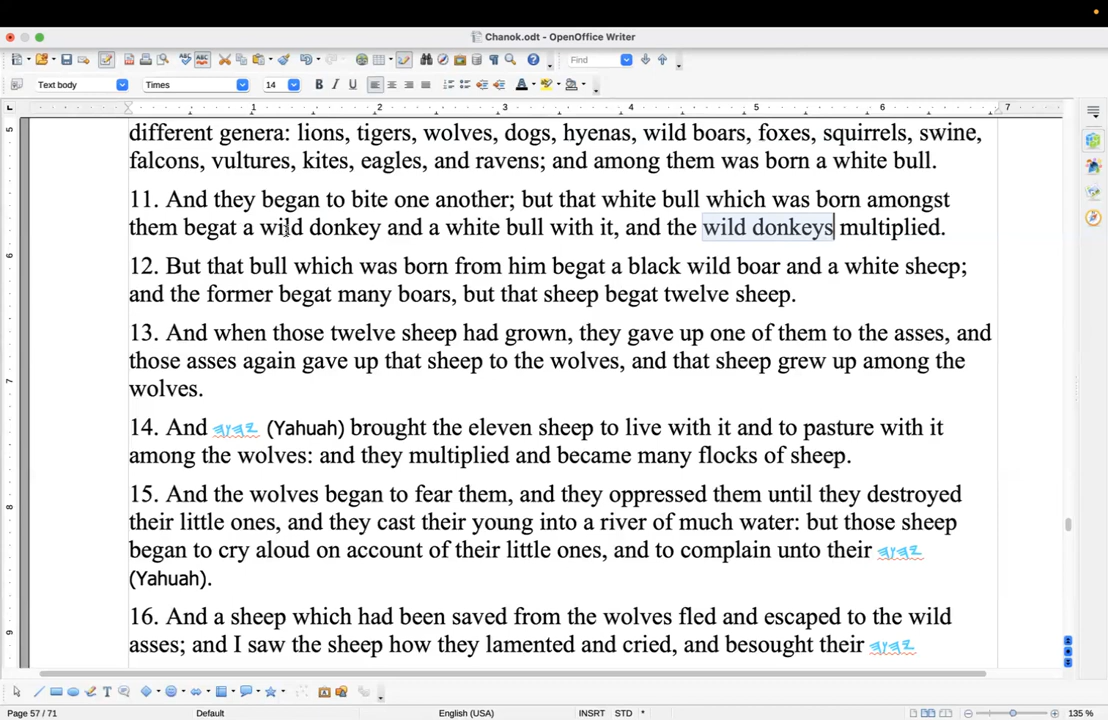 Chanok.odt - OpenOffice Writer
Find
Text body Times 14
1 2 3 4 5 6 7
different genera: lions, tigers, wolves, dogs, hyenas, wild boars, foxes, squirrels, swine,
falcons, vultures, kites, eagles, and ravens; and among them was born a white bull.
11. And they began to bite one another; but that white bull which was born amongst
them begat a wild donkey and a white bull with it, and the wild donkeys multiplied.
12. But that bull which was born from him begat a black wild boar and a white sheep;
and the former begat many boars, but that sheep begat twelve sheep.
13. And when those twelve sheep had grown, they gave up one of them to the asses, and
those asses again gave up that sheep to the wolves, and that sheep grew up among the
wolves.
14. And 𐤉𐤄𐤅𐤄 (Yahuah) brought the eleven sheep to live with it and to pasture with it
among the wolves: and they multiplied and became many flocks of sheep.
15. And the wolves began to fear them, and they oppressed them until they destroyed
their little ones, and they cast their young into a river of much water: but those sheep
began to cry aloud on account of their little ones, and to complain unto their 𐤉𐤄𐤅𐤄
(Yahuah).
16. And a sheep which had been saved from the wolves fled and escaped to the wild
asses; and I saw the sheep how they lamented and cried, and besought their 𐤉𐤄𐤅𐤄
Page 57 / 71 Default English (USA) INSRT STD * 135 %